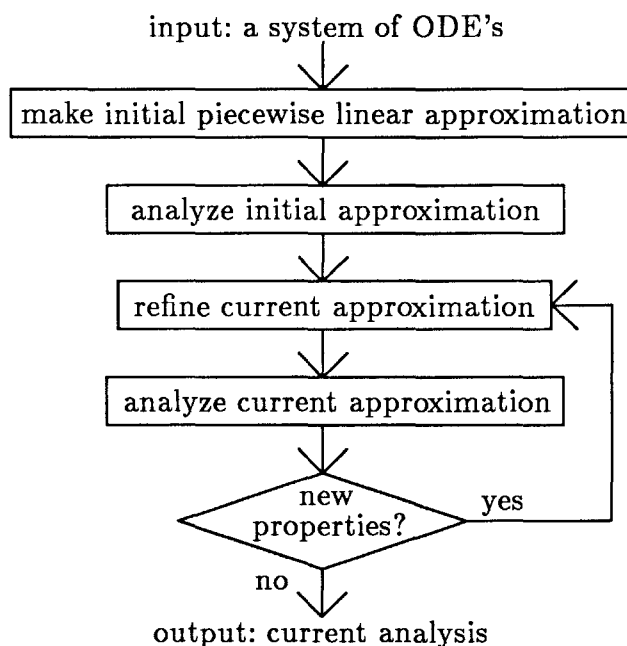 input: a system of ODE's
make initial piecewise linear approximation
analyze initial approximation
refine current approximation
analyze current approximation
new
properties?
yes
no
output: current analysis